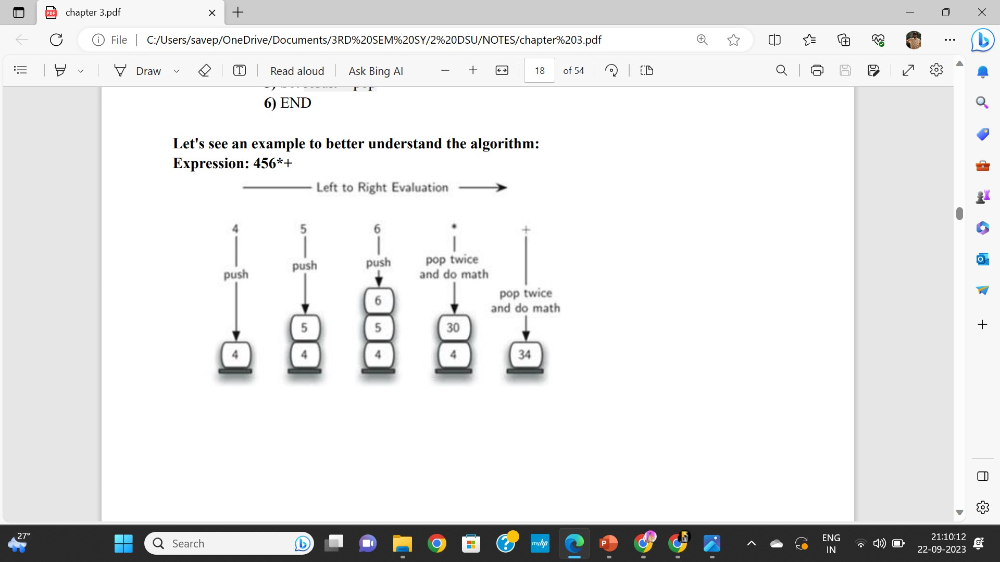 chapter 3.pdf
File
C:/Users/savep/OneDrive/Documents/3RD%20SEM%20SY/2%20DSU/NOTES/chapter%203.pdf
Draw
Read aloud
Ask Bing AI
18
of 54
6) END
Let's see an example to better understand the algorithm:
Expression: 456*+
Left to Right Evaluation
4 5 6 * +
push push push pop twice and do math pop twice and do math
6
5 5 30
4 4 4 4 34
27°
Search
myhp
ENG
IN
21:10:12
22-09-2023